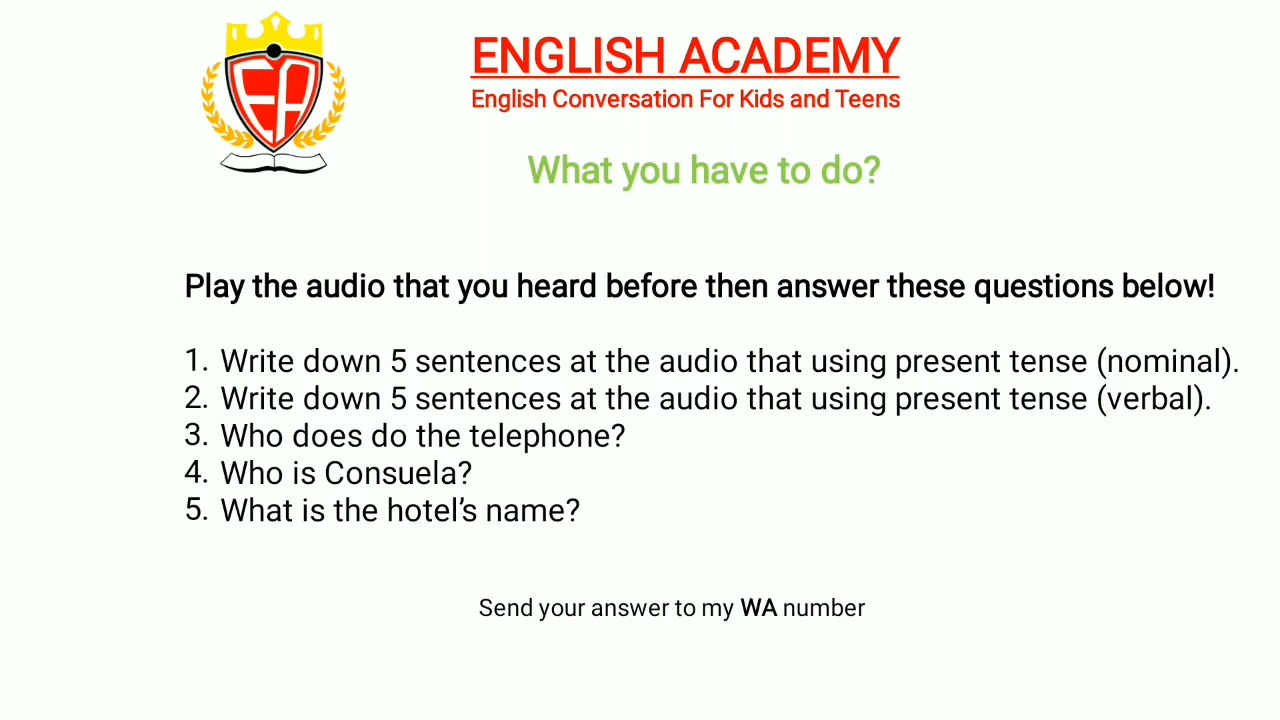 EA
ENGLISH ACADEMY
English Conversation For Kids and Teens
What you have to do?
Play the audio that you heard before then answer these questions below!
1. Write down 5 sentences at the audio that using present tense (nominal).
2. Write down 5 sentences at the audio that using present tense (verbal).
3. Who does do the telephone?
4. Who is Consuela?
5. What is the hotel’s name?
Send your answer to my WA number